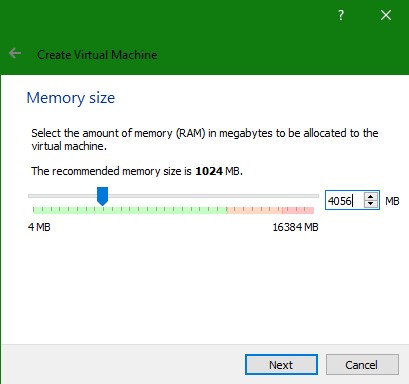 ?
Create Virtual Machine
Memory size
Select the amount of memory (RAM) in megabytes to be allocated to the
virtual machine.
The recommended memory size is 1024 MB.
4056 MB
4 MB 16384 MB
Next Cancel